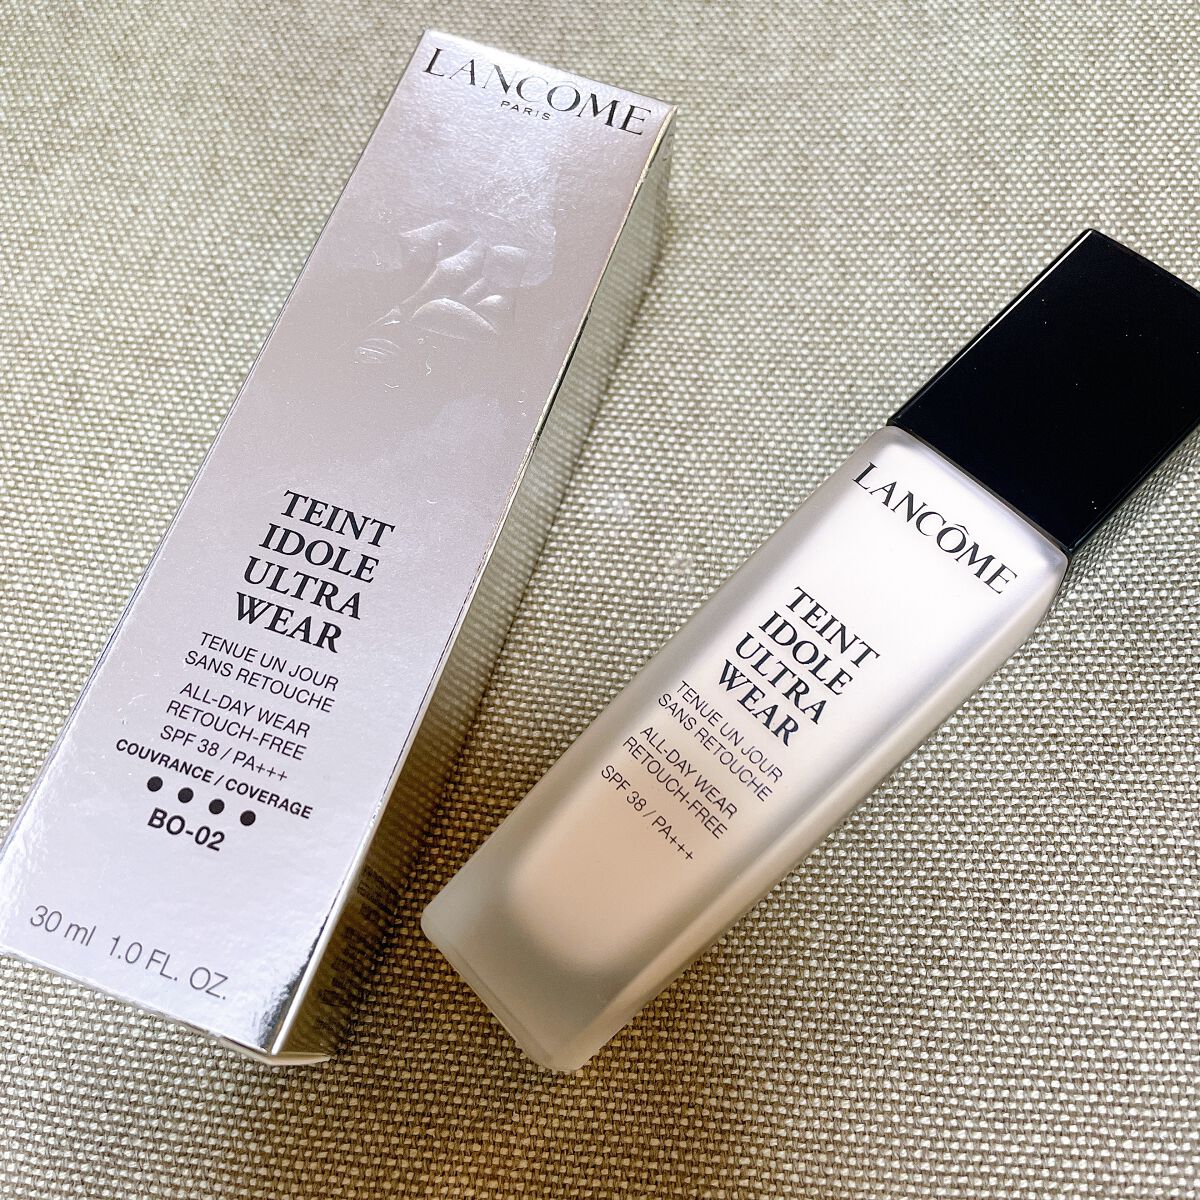 LANCÔME
PARIS
TEINT
IDOLE
ULTRA
WEAR
TENUE UN JOUR
SANS RETOUCHE
ALL-DAY WEAR
RETOUCH-FREE
SPF 38 / PA+++
COUVRANCE / COVERAGE
BO-02
30 ml 1.0 FL. OZ.
LANCÔME
TEINT
IDOLE
ULTRA
WEAR
TENUE UN JOUR
SANS RETOUCHE
ALL-DAY WEAR
RETOUCH-FREE
SPF 38 / PA+++